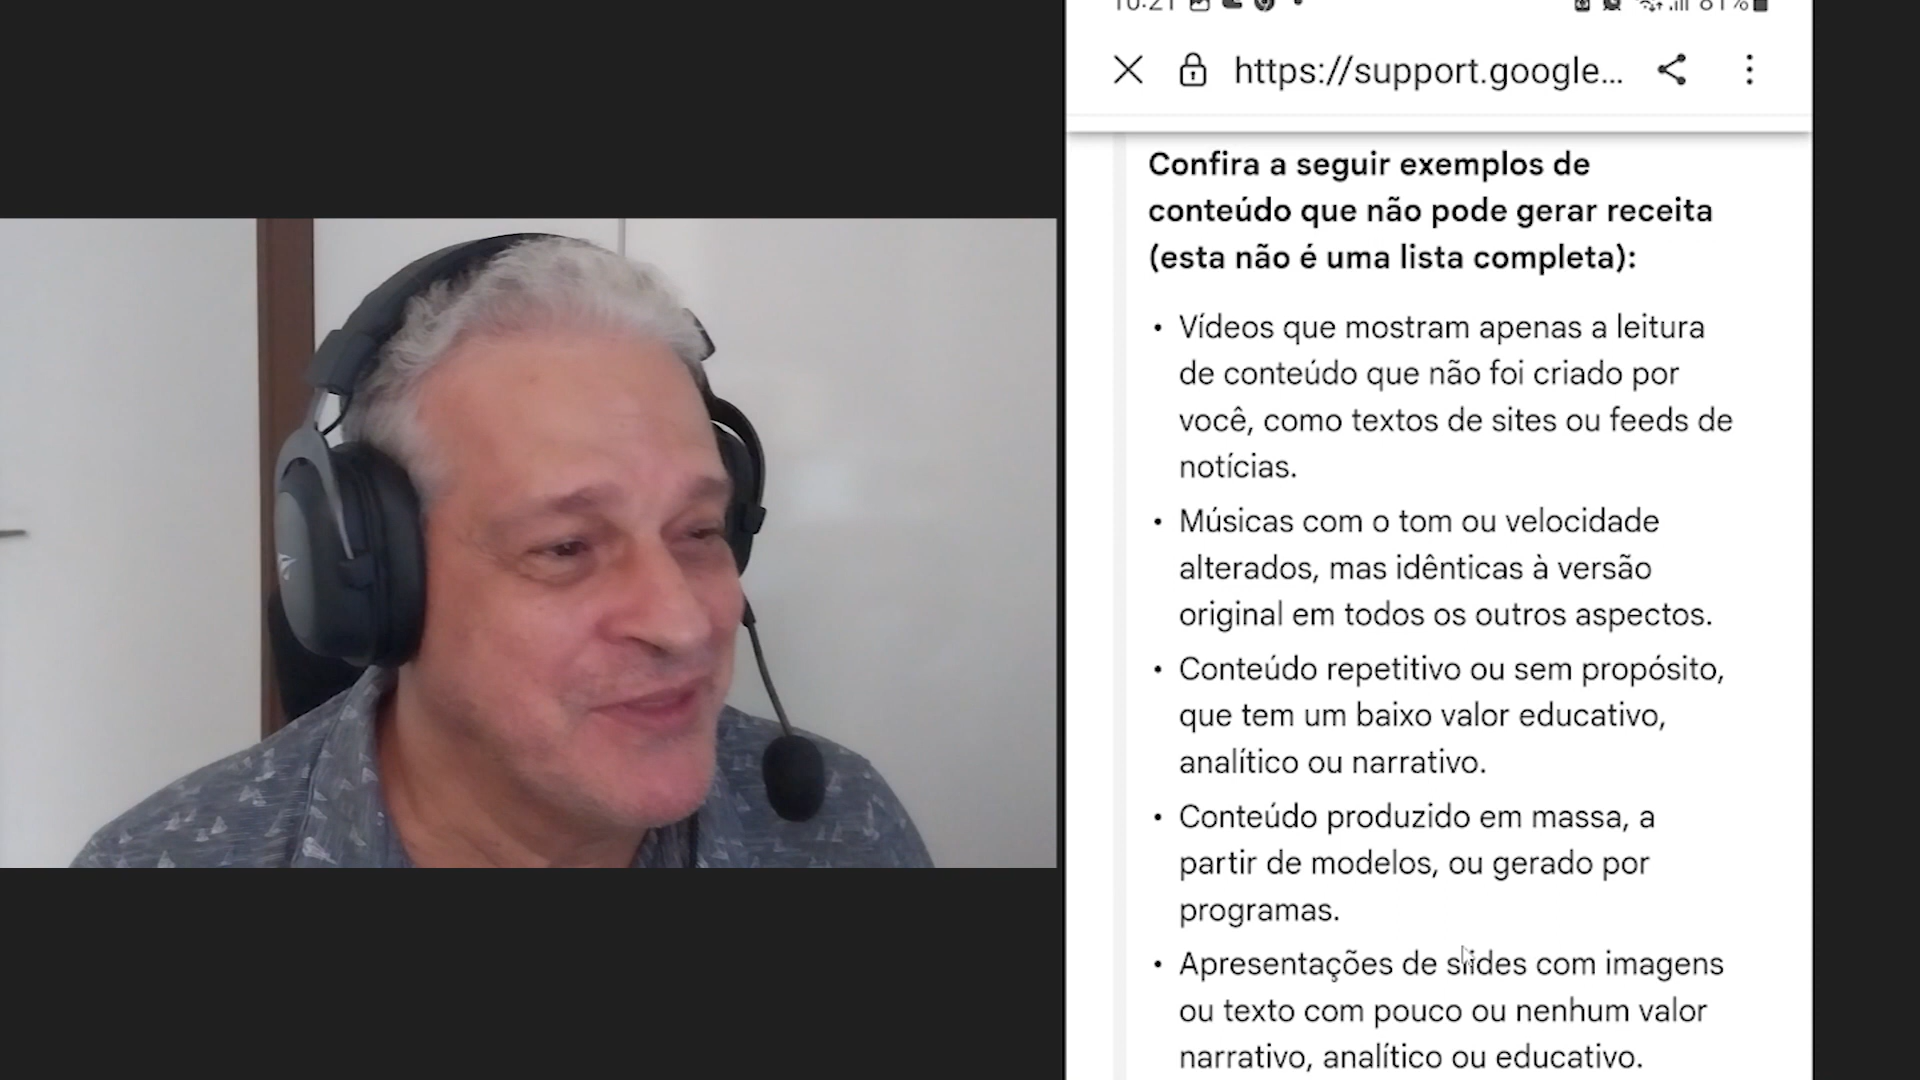 https://support.google...
Confira a seguir exemplos de
conteúdo que não pode gerar receita
(esta não é uma lista completa):
• Vídeos que mostram apenas a leitura
de conteúdo que não foi criado por
você, como textos de sites ou feeds de
notícias.
• Músicas com o tom ou velocidade
alterados, mas idênticas à versão
original em todos os outros aspectos.
• Conteúdo repetitivo ou sem propósito,
que tem um baixo valor educativo,
analítico ou narrativo.
• Conteúdo produzido em massa, a
partir de modelos, ou gerado por
programas.
• Apresentações de slides com imagens
ou texto com pouco ou nenhum valor
narrativo, analítico ou educativo.